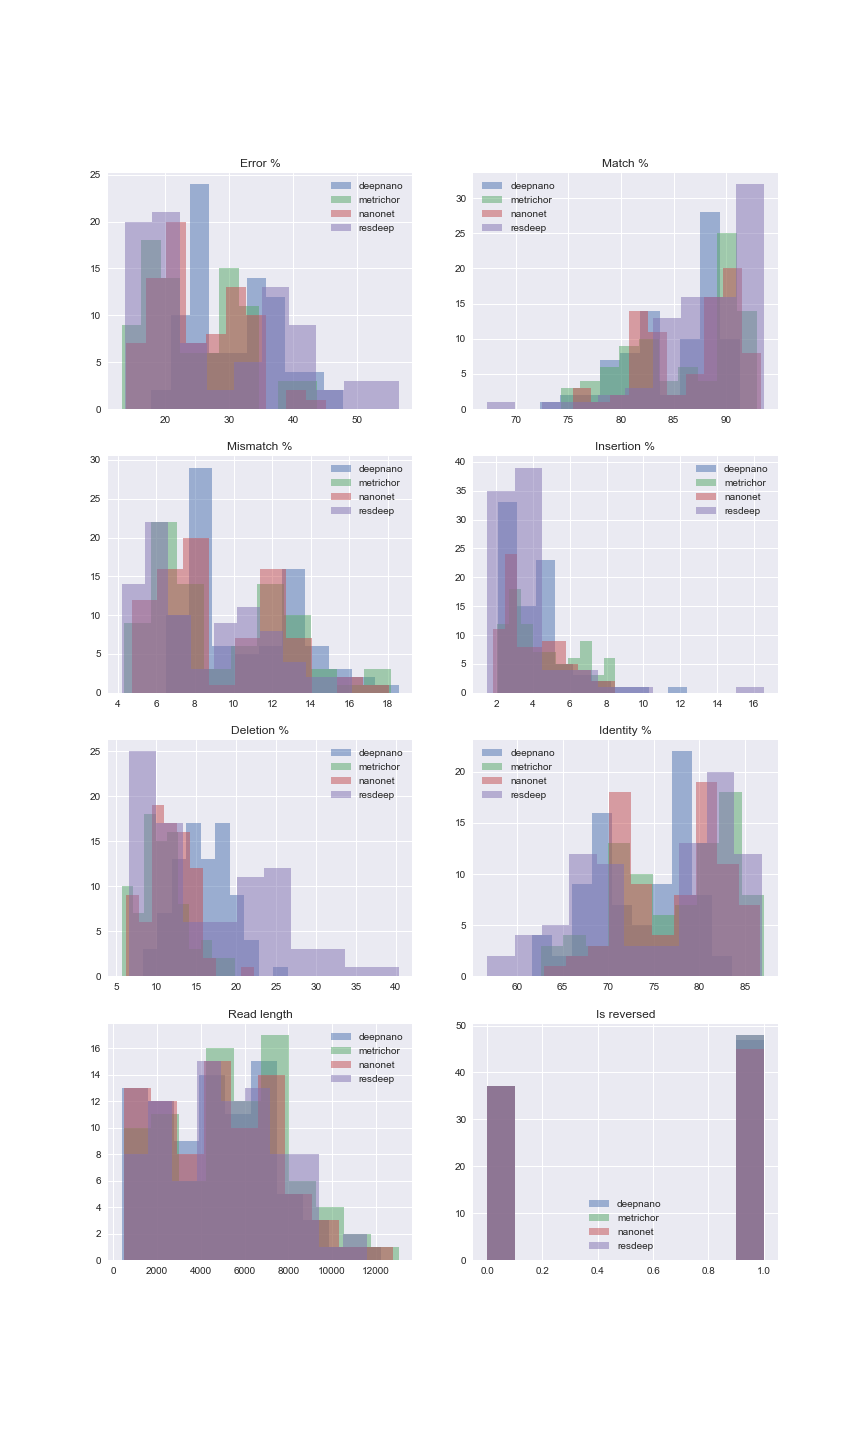 Error %
25
20
15
10
5
0
20
30
40
50
deepnano
metrichor
nanonet
resdeep
Match %
30
25
20
15
10
5
0
70
75
80
85
90
deepnano
metrichor
nanonet
resdeep
Mismatch %
30
25
20
15
10
5
0
4
6
8
10
12
14
16
18
deepnano
metrichor
nanonet
resdeep
Insertion %
40
35
30
25
20
15
10
5
0
2
4
6
8
10
12
14
16
deepnano
metrichor
nanonet
resdeep
Deletion %
25
20
15
10
5
0
5
10
15
20
25
30
35
40
deepnano
metrichor
nanonet
resdeep
Identity %
20
15
10
5
0
60
65
70
75
80
85
deepnano
metrichor
nanonet
resdeep
Read length
16
14
12
10
8
6
4
2
0
0
2000
4000
6000
8000
10000
12000
deepnano
metrichor
nanonet
resdeep
Is reversed
50
40
30
20
10
0
0.0
0.2
0.4
0.6
0.8
1.0
deepnano
metrichor
nanonet
resdeep